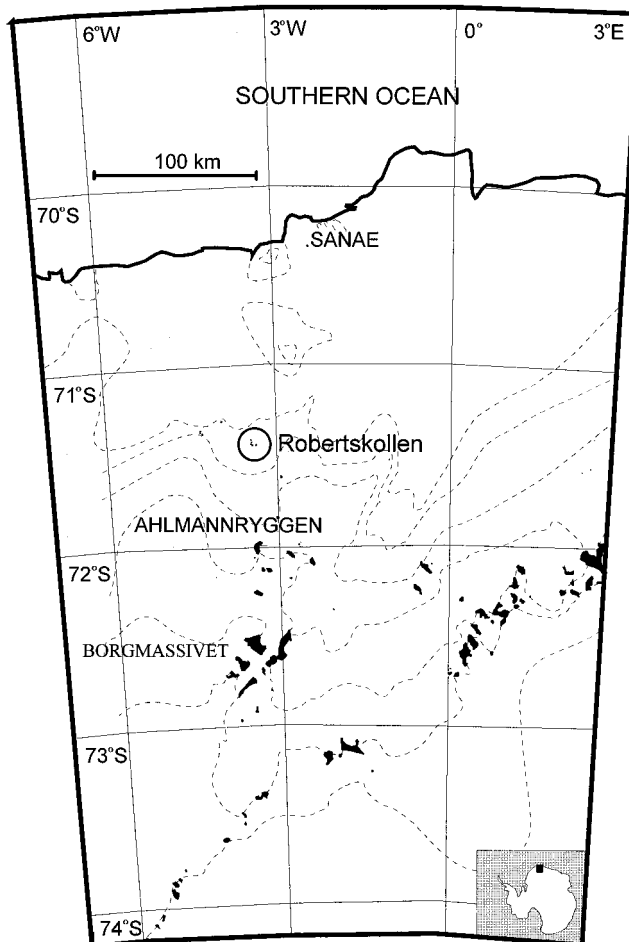 6°W
3°W
0°
3°E
SOUTHERN OCEAN
100 km
70°S
.SANAE
71°S
Robertskollen
AHLMANNRYGGEN
72°S
BORGMASSIVET
73°S
74°S